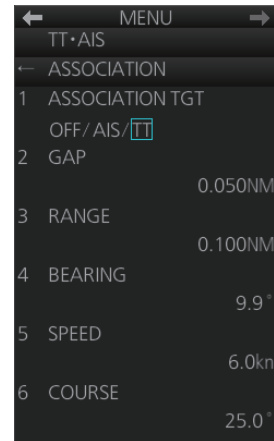 ← MENU →
TT•AIS
← ASSOCIATION
1 ASSOCIATION TGT
OFF/AIS/TT
2 GAP
0.050NM
3 RANGE
0.100NM
4 BEARING
9.9°
5 SPEED
6.0kn
6 COURSE
25.0°